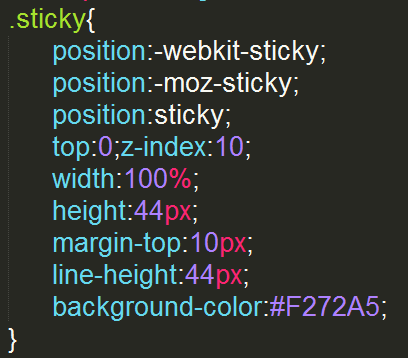 .sticky{
position:-webkit-sticky;
position:-moz-sticky;
position:sticky;
top:0;z-index:10;
width:100%;
height:44px;
margin-top:10px;
line-height:44px;
background-color:#F272A5;
}